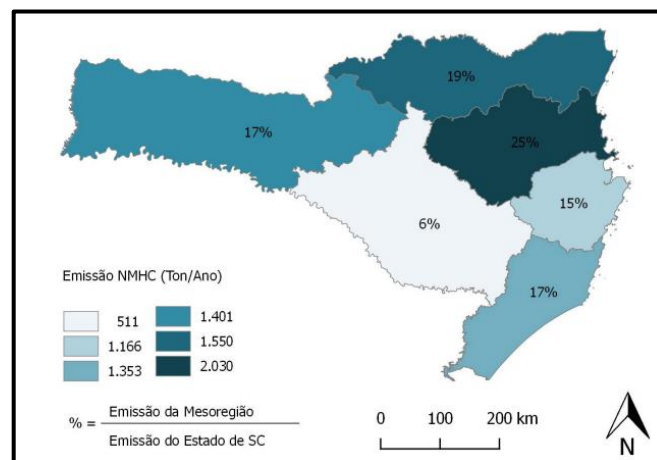 19%
17%
25%
15%
6%
17%
Emissão NMHC (Ton/Ano)
511 1.401
1.166 1.550
1.353 2.030
% = Emissão da Mesoregião
Emissão do Estado de SC
0 100 200 km
N